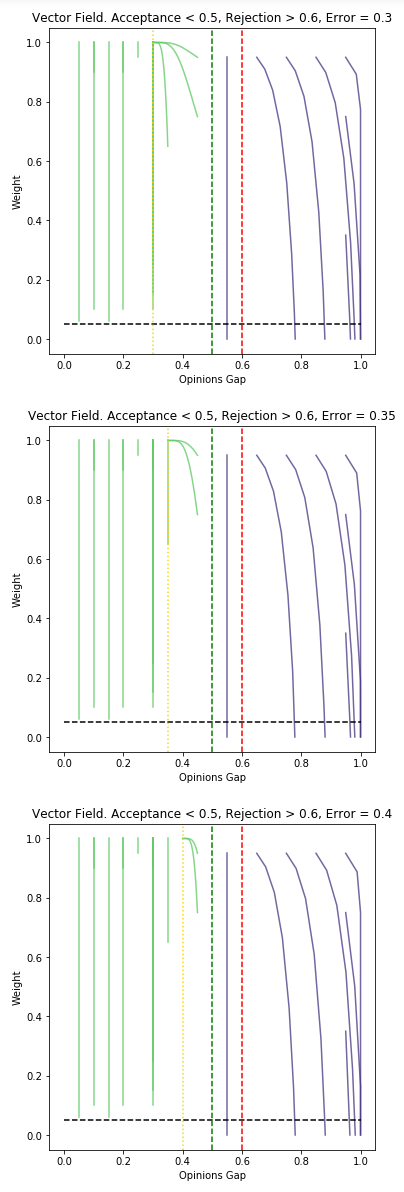 Vector Field. Acceptance < 0.5, Rejection > 0.6, Error = 0.3
1.0
0.8
0.6
0.4
0.2
0.0
Weight
0.0 0.2 0.4 0.6 0.8 1.0
Opinions Gap
Vector Field. Acceptance < 0.5, Rejection > 0.6, Error = 0.35
1.0
0.8
0.6
0.4
0.2
0.0
Weight
0.0 0.2 0.4 0.6 0.8 1.0
Opinions Gap
Vector Field. Acceptance < 0.5, Rejection > 0.6, Error = 0.4
1.0
0.8
0.6
0.4
0.2
0.0
Weight
0.0 0.2 0.4 0.6 0.8 1.0
Opinions Gap